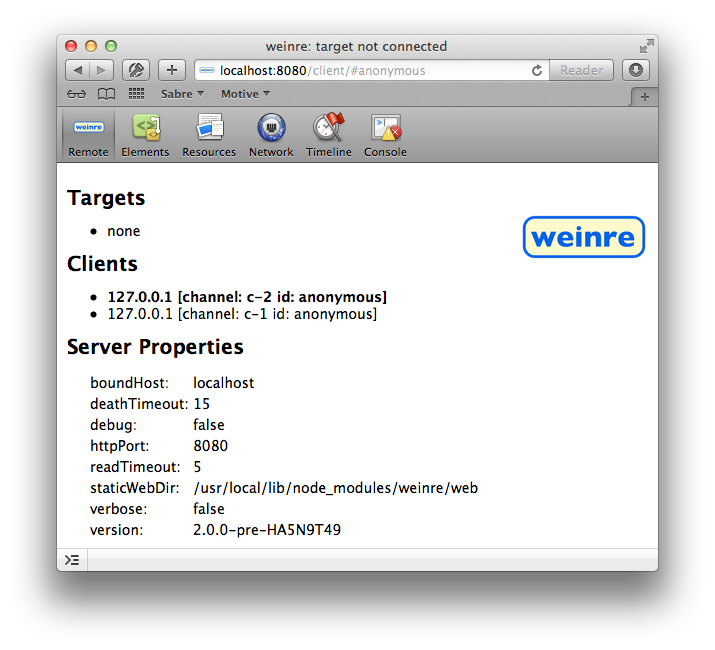 weinre: target not connected
localhost:8080/client/#anonymous
Reader
Sabre
Motive
weinre
Remote
Elements
Resources
Network
Timeline
Console
Targets
• none
weinre
Clients
• 127.0.0.1 [channel: c-2 id: anonymous]
• 127.0.0.1 [channel: c-1 id: anonymous]
Server Properties
boundHost: localhost
deathTimeout: 15
debug: false
httpPort: 8080
readTimeout: 5
staticWebDir: /usr/local/lib/node_modules/weinre/web
verbose: false
version: 2.0.0-pre-HA5N9T49